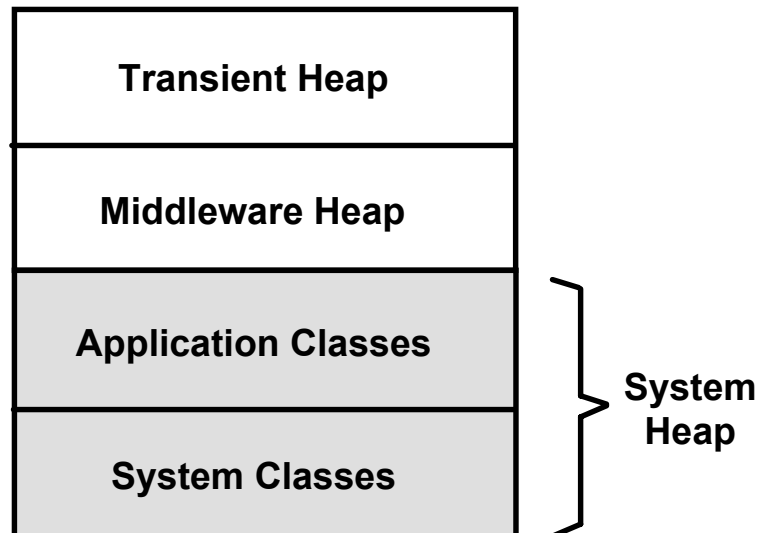 Transient Heap
Middleware Heap
Application Classes
System Classes
System
Heap